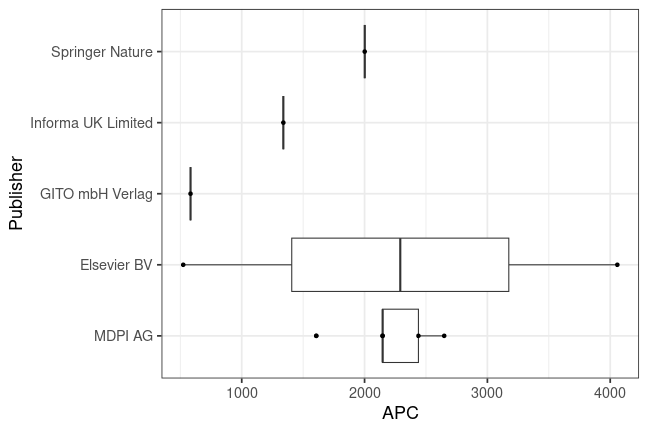 Springer Nature
Informa UK Limited
GITO mbH Verlag
Elsevier BV
MDPI AG
Publisher
1000 2000 3000 4000
APC